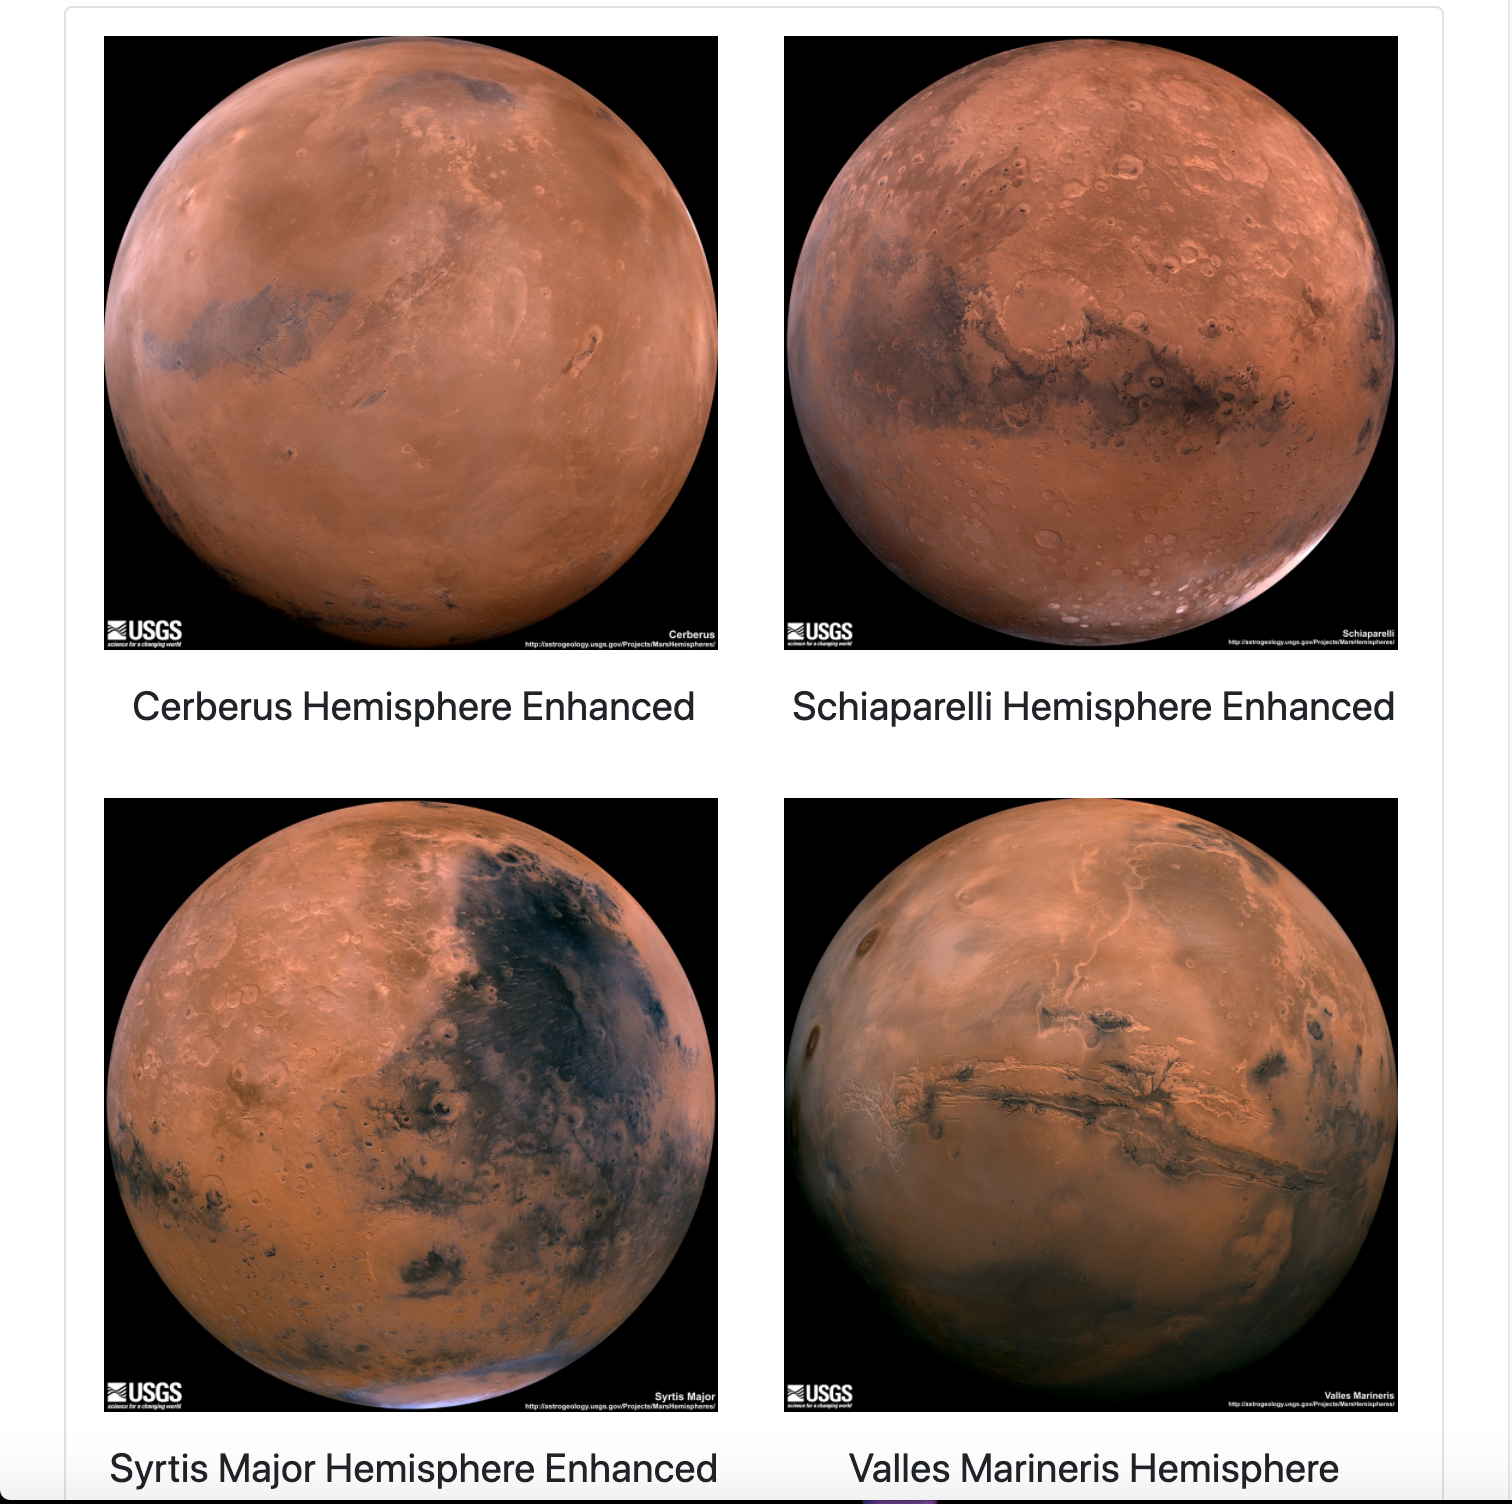 USGS
science for a changing world
Cerberus
http://astrogeology.usgs.gov/Projects/MarsHemispheres/
USGS
science for a changing world
Schiaparelli
http://astrogeology.usgs.gov/Projects/MarsHemispheres/
Cerberus Hemisphere Enhanced
Schiaparelli Hemisphere Enhanced
USGS
science for a changing world
Syrtis Major
http://astrogeology.usgs.gov/Projects/MarsHemispheres/
USGS
science for a changing world
Valles Marineris
http://astrogeology.usgs.gov/Projects/MarsHemispheres/
Syrtis Major Hemisphere Enhanced
Valles Marineris Hemisphere